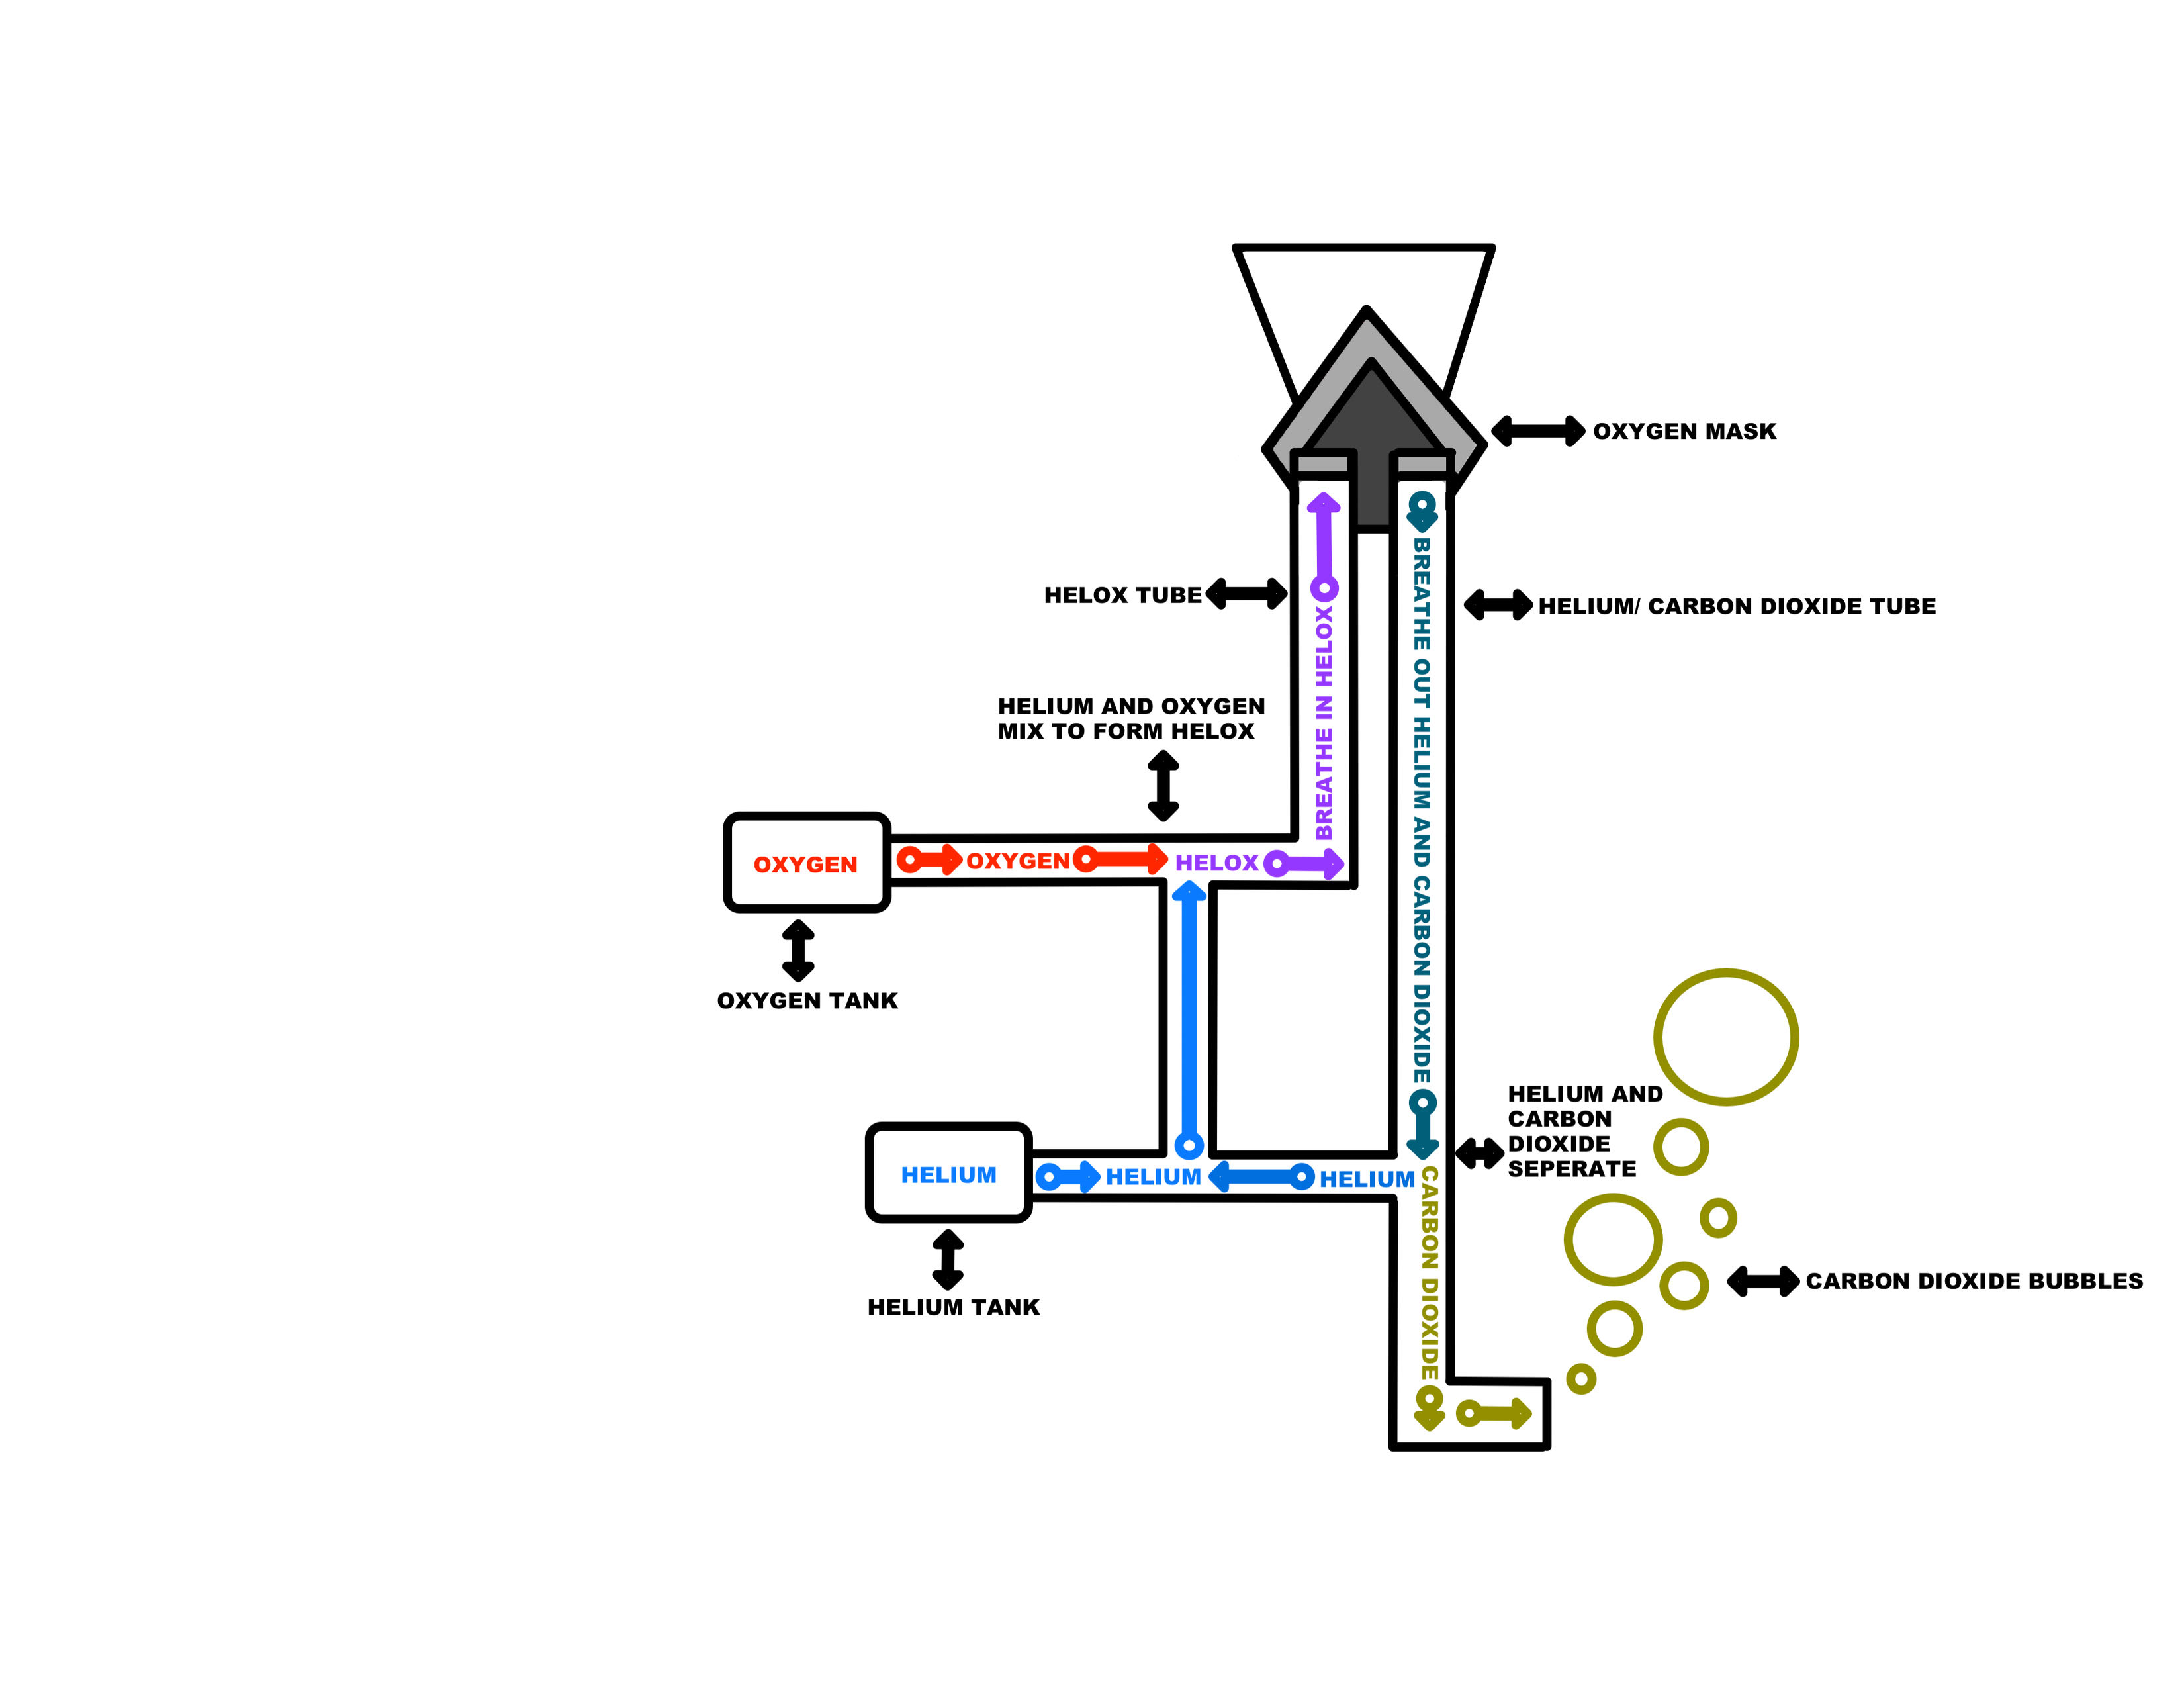 OXYGEN MASK
HELOX TUBE
HELIUM/ CARBON DIOXIDE TUBE
BREATHE IN HELOX
BREATHE OUT HELIUM AND CARBON DIOXIDE
HELIUM AND OXYGEN
MIX TO FORM HELOX
OXYGEN
OXYGEN
HELOX
OXYGEN TANK
HELIUM AND
CARBON
DIOXIDE
SEPERATE
HELIUM
HELIUM
HELIUM
CARBON DIOXIDE
CARBON DIOXIDE BUBBLES
HELIUM TANK